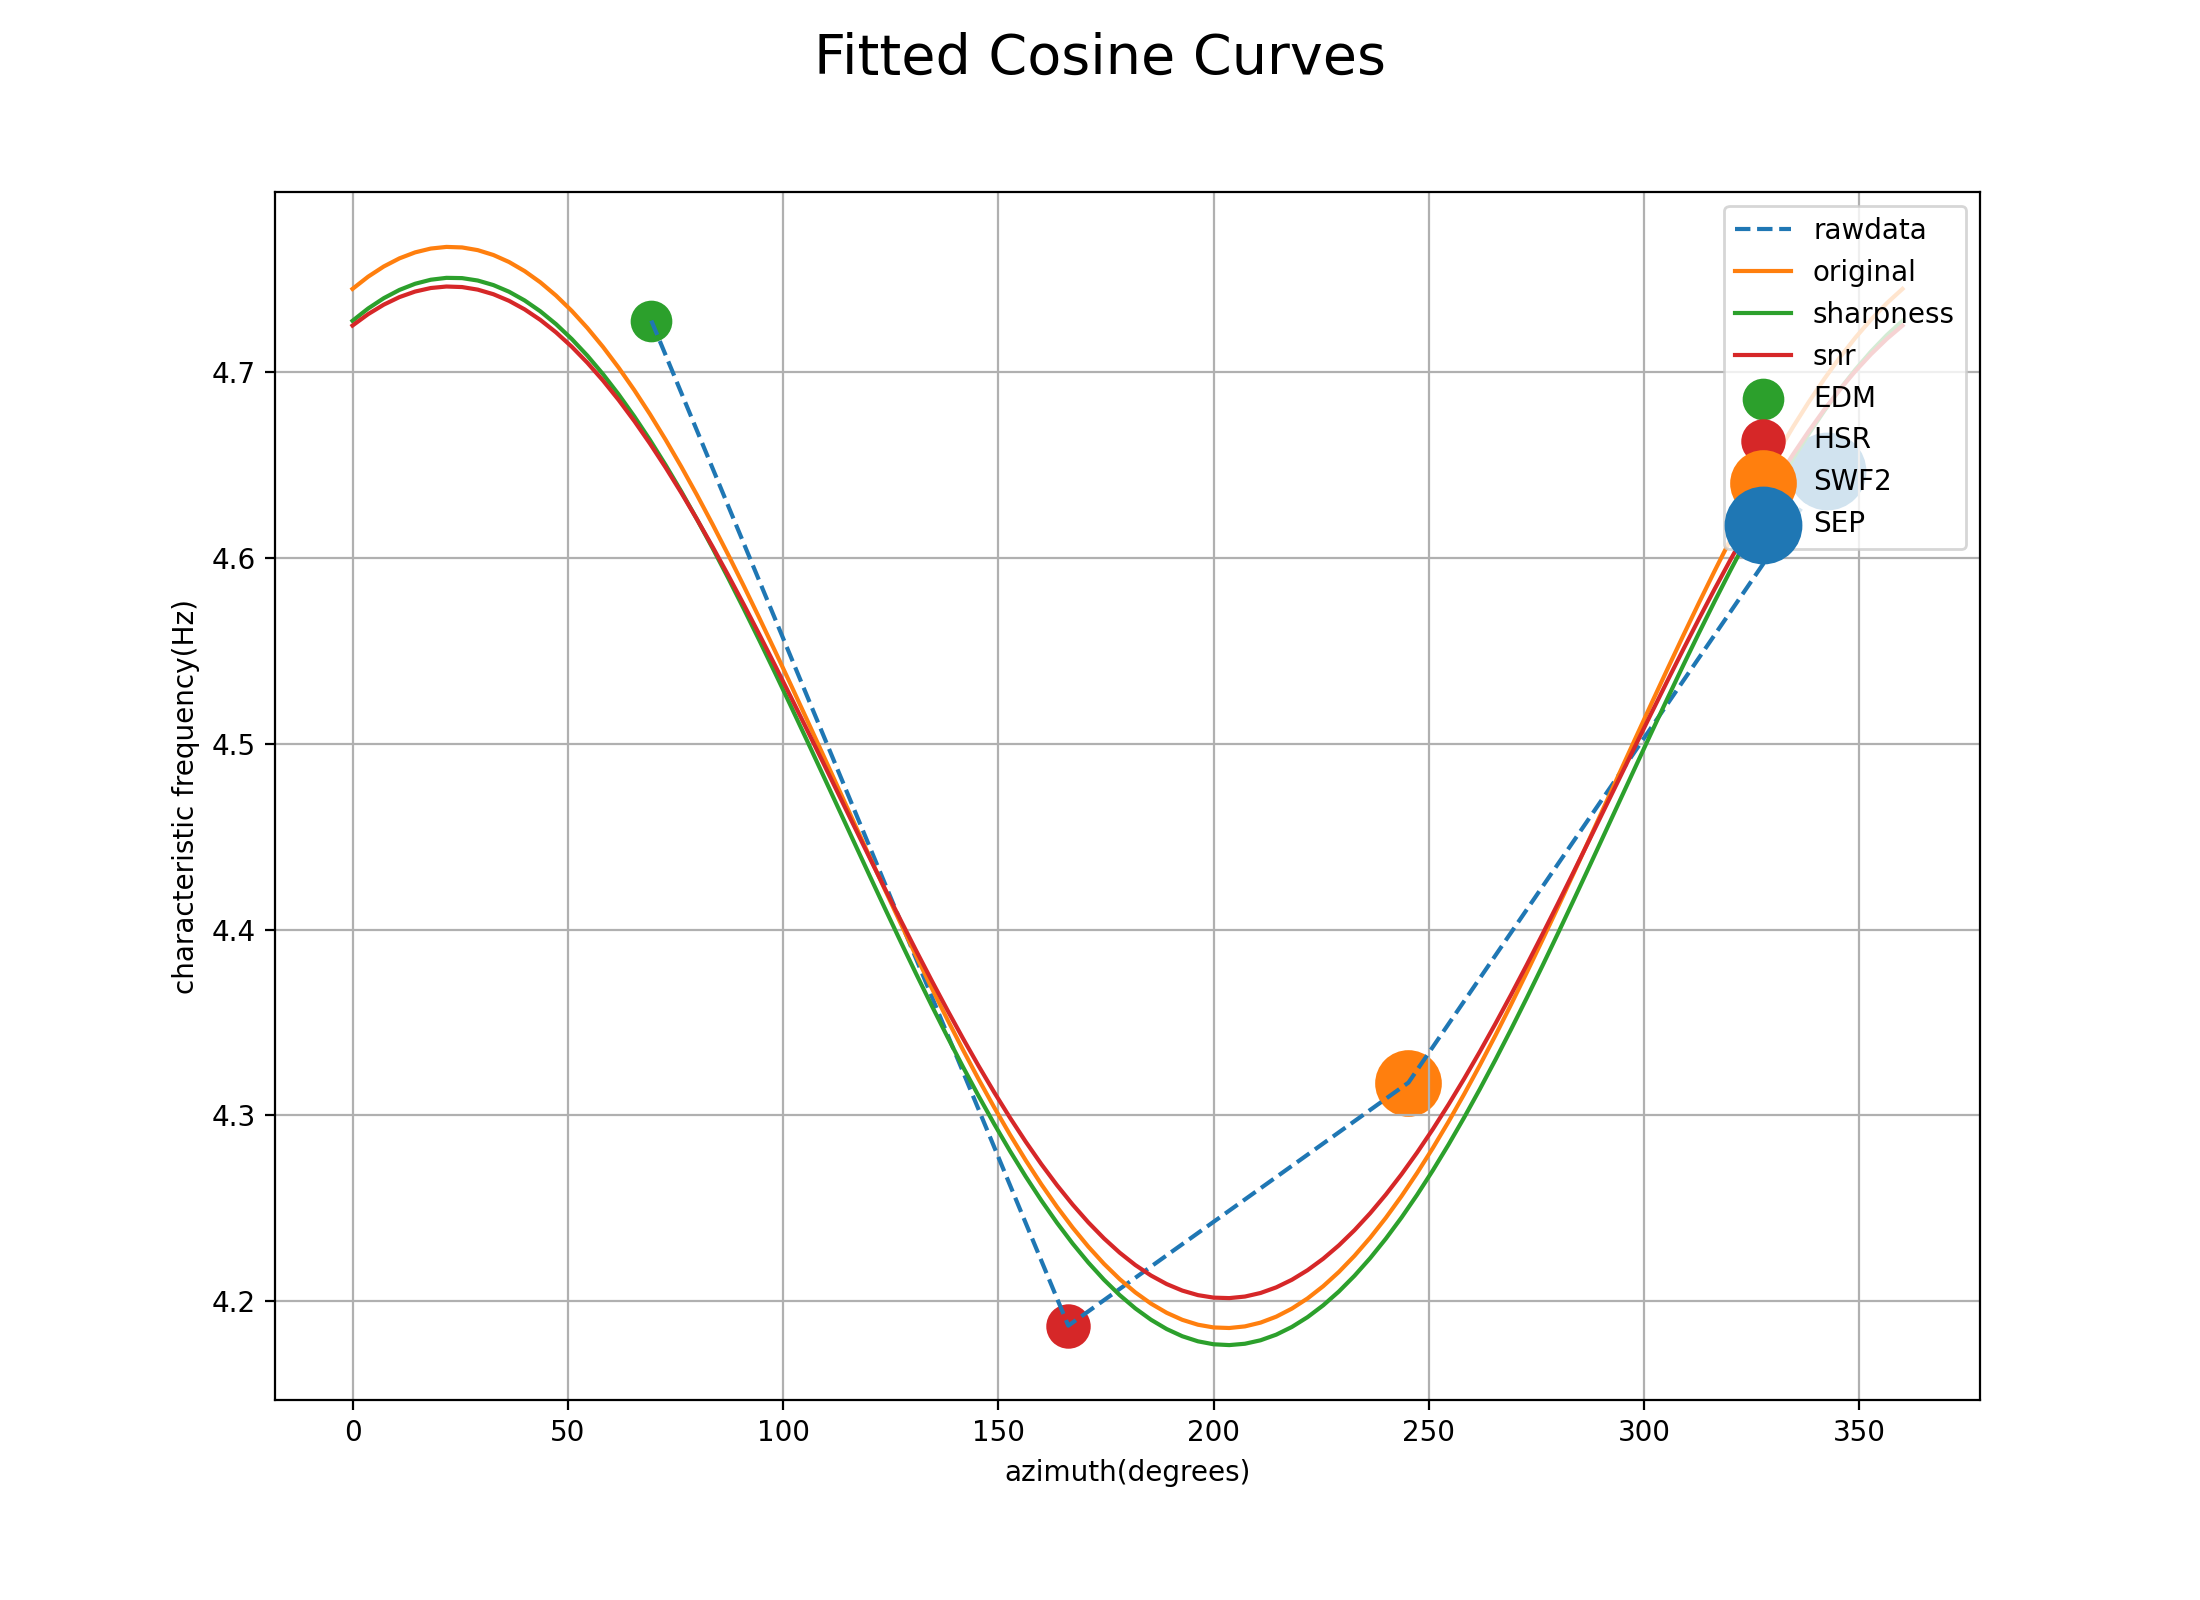 Fitted Cosine Curves
rawdata
original
sharpness
snr
EDM
HSR
SWF2
SEP
characteristic frequency(Hz)
4.7
4.6
4.5
4.4
4.3
4.2
0 50 100 150 200 250 300 350
azimuth(degrees)